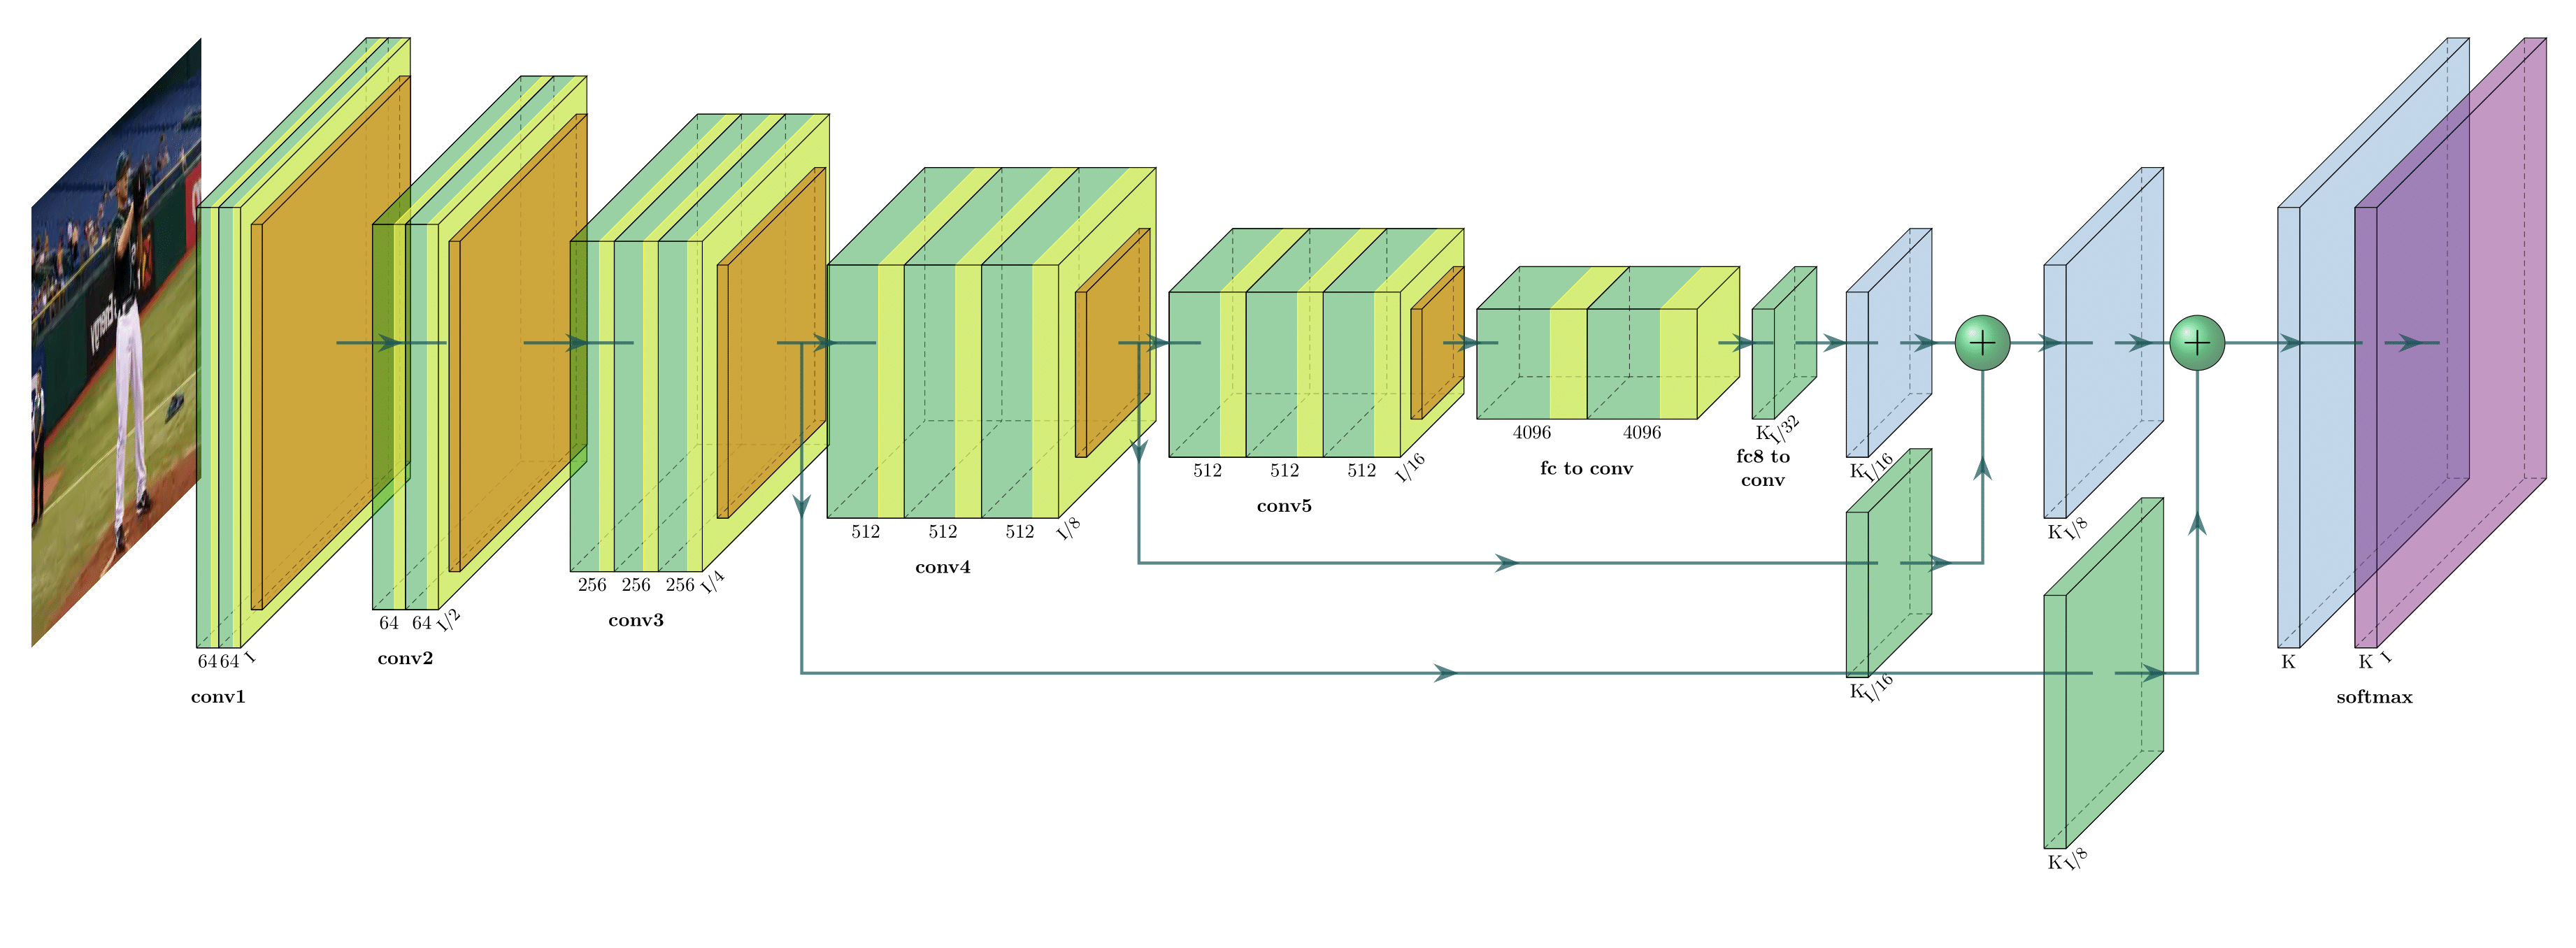 64 64 I
conv1
64 64 I/2
conv2
256 256 256 I/4
conv3
512 512 512 I/8
conv4
512 512 512 I/16
conv5
4096 4096
fc to conv
K I/32
fc8 to
conv
K I/16
K I/16
+
K I/8
K I/8
+
K
K I
softmax